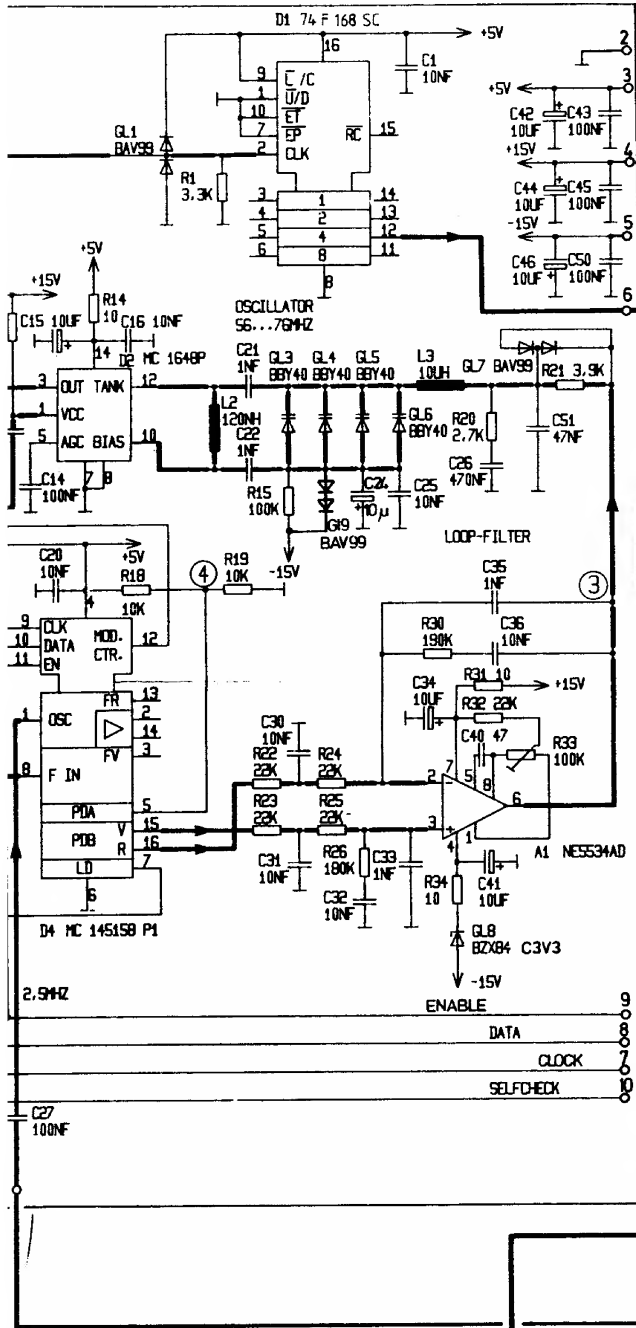 D1 74 F 168 SC
16
+5V
C1
10NF
9 L/C
1 U/D
10 ET
7 EP
2 CLK
RC 15
GL1
BAV99
R1
3,3K
3 1 14
4 2 13
5 4 12
6 8 11
8
2
3
+5V
C42 C43
10UF 100NF
4
+15V
C44 C45
10UF 100NF
5
-15V
C46 C50
10UF 100NF
6
+5V
+15V
R14
10
C15 10UF
C16 10NF
14
D2 MC 1648P
3 OUT TANK 12
1 VCC
5 AGC BIAS 10
7 8
C14
100NF
OSCILLATOR
56...76MHZ
C21
1NF
L2
120NH
C22
1NF
GL3 GL4 GL5
BBY40 BBY40 BBY40
GL6
BBY40
L3
10UH
GL7 BAV99
R21 3,9K
R20
2,7K
C26
470NF
C51
47NF
R15
100K
C24
10µ
C25
10NF
G19
BAV99
-15V
LOOP-FILTER
C20
10NF
+5V
R18
10K
4
R19
10K
4
9 CLK
10 DATA
11 EN
MOD.
CTR. 12
FR 13
1 OSC
2
14
FV 3
8 F IN
PDA 5
PDB V 15
R 16
LD 7
6
D4 MC 145158 P1
C35
1NF
3
R30
180K
C36
10NF
R31 10
+15V
C34
10UF
R32 22K
C40 47
R33
100K
C30
10NF
R22
22K
R24
22K
R23
22K
R25
22K
2
3
7
5
8
6
4
1
A1 NE5534AD
C31
10NF
R26
180K
C33
1NF
C32
10NF
R34
10
C41
10UF
GL8
BZX84 C3V3
-15V
2,5MHZ
ENABLE 9
DATA 8
CLOCK 7
SELFCHECK 10
C27
100NF